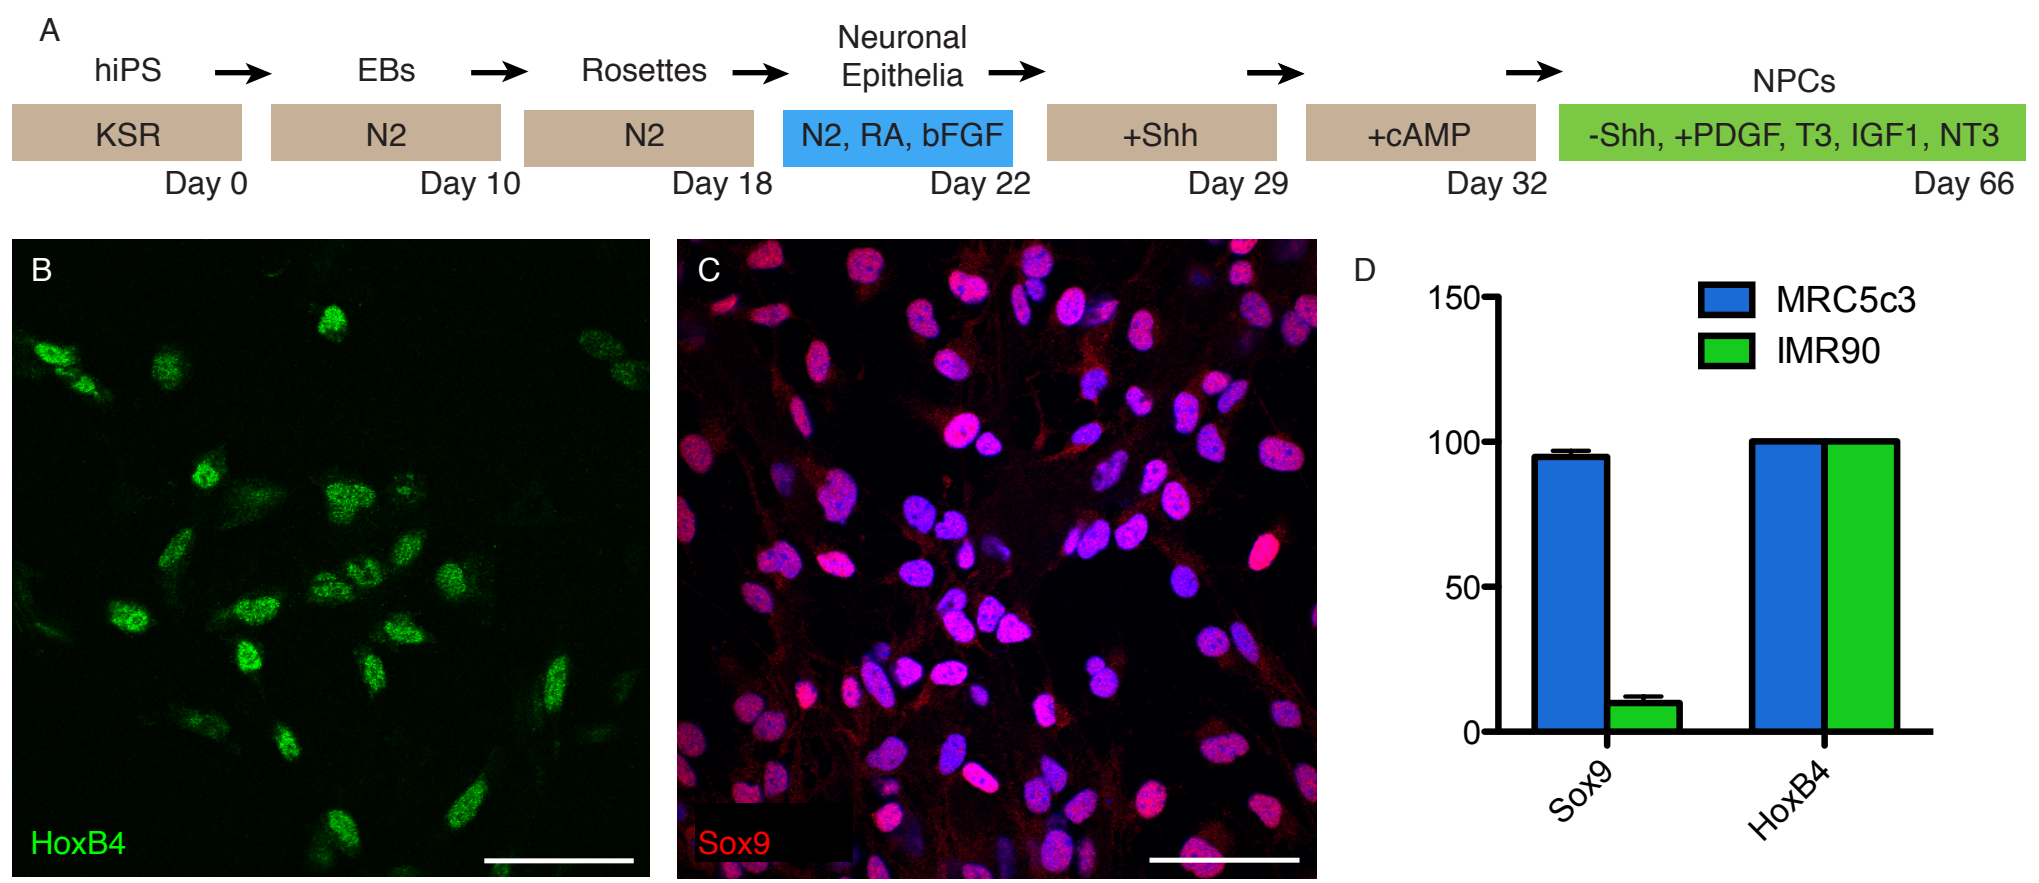 A
hiPS
EBs
Rosettes
Neuronal
Epithelia
NPCs
KSR
N2
N2
N2, RA, bFGF
+Shh
+cAMP
-Shh, +PDGF, T3, IGF1, NT3
Day 0
Day 10
Day 18
Day 22
Day 29
Day 32
Day 66
B
HoxB4
C
Sox9
D
150
100
50
0
MRC5c3
IMR90
Sox9
HoxB4